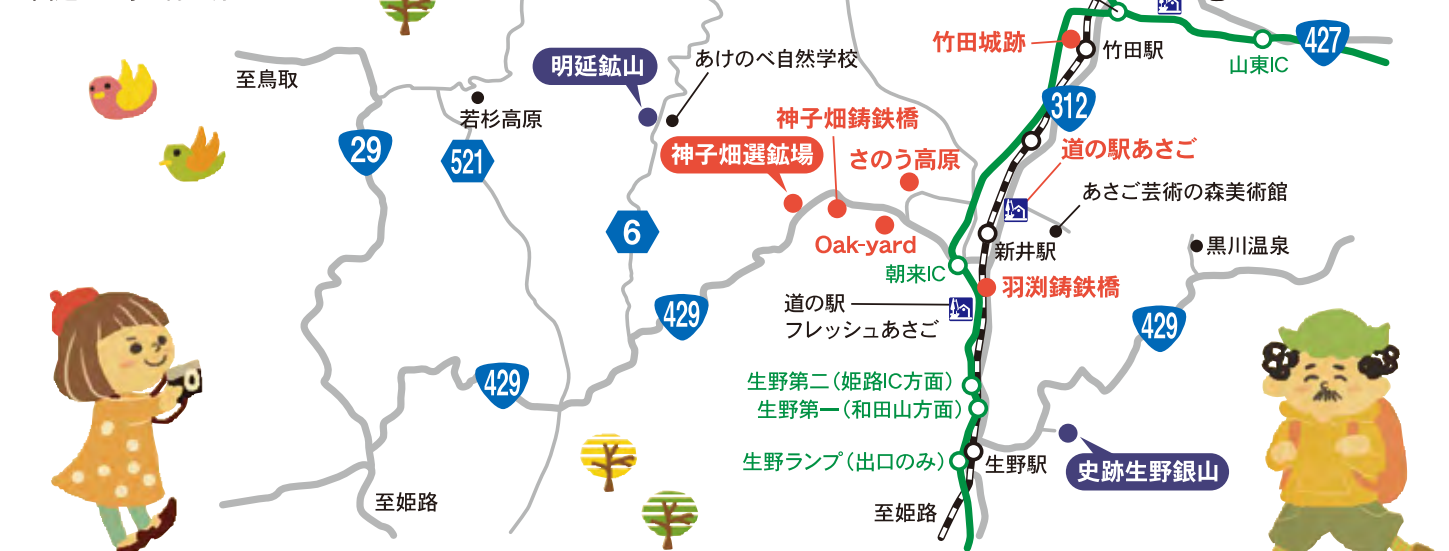 竹田城跡
竹田駅
427
山東IC
明延鉱山
あけのべ自然学校
至鳥取
若杉高原
29
521
312
神子畑鋳鉄橋
神子畑選鉱場
さのう高原
道の駅あさご
あさご芸術の森美術館
6
Oak-yard
新井駅
黒川温泉
朝来IC
羽渕鋳鉄橋
道の駅
フレッシュあさご
429
429
429
生野第二（姫路IC方面）
生野第一（和田山方面）
生野ランプ（出口のみ）
生野駅
史跡生野銀山
至姫路
至姫路